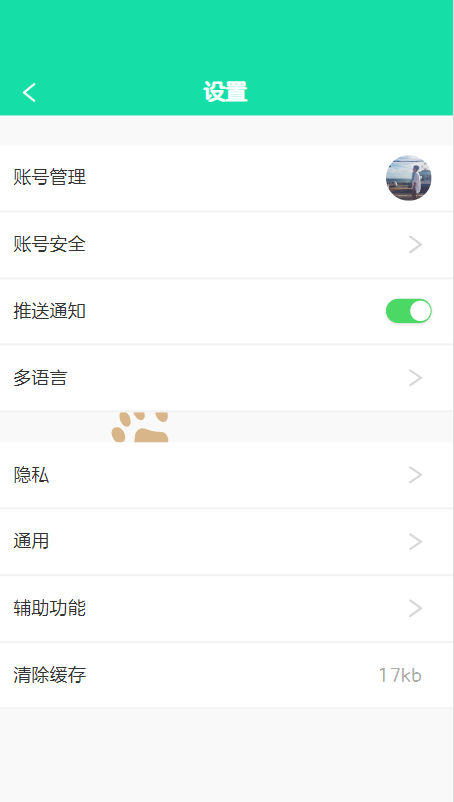 设置
账号管理
账号安全
推送通知
多语言
隐私
通用
辅助功能
清除缓存 17kb